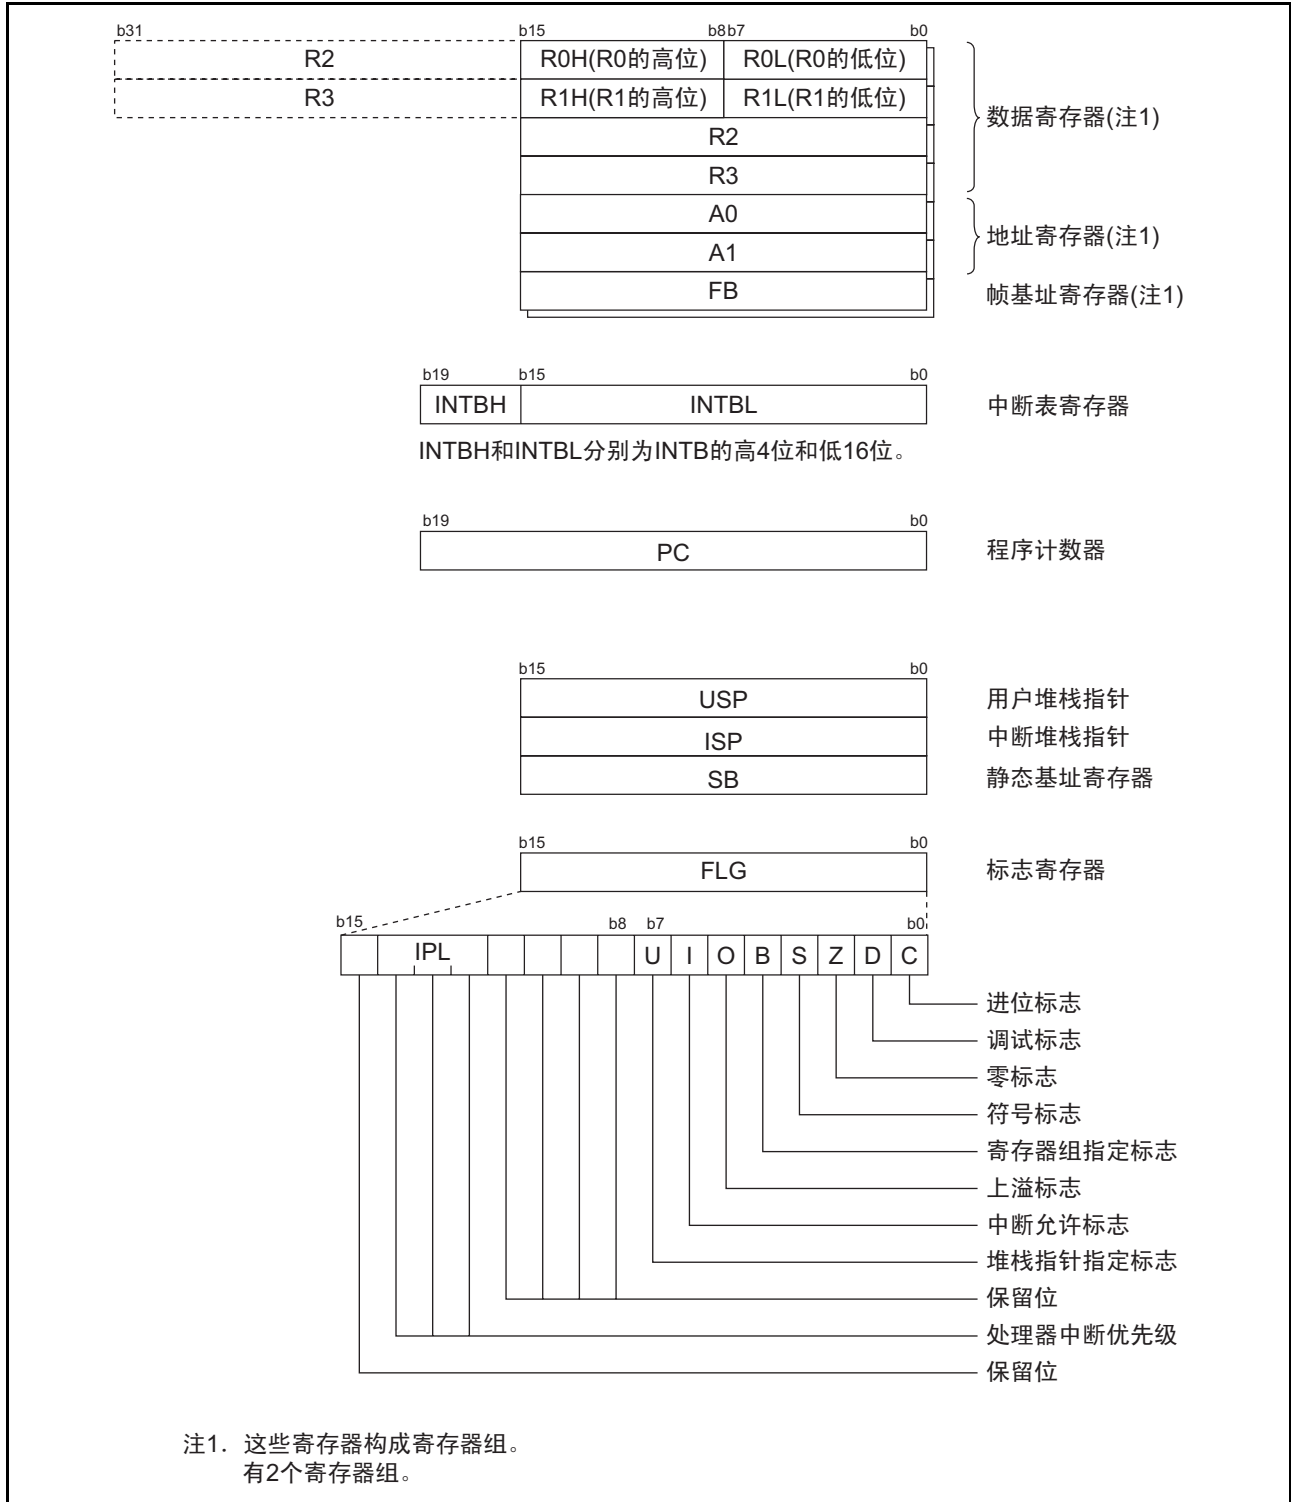 b31 b15 b8b7 b0
R2 R0H(R0的高位) R0L(R0的低位)
R3 R1H(R1的高位) R1L(R1的低位)
数据寄存器(注1)
R2
R3
A0
地址寄存器(注1)
A1
FB 帧基址寄存器(注1)
b19 b15 b0
INTBH INTBL 中断表寄存器
INTBH和INTBL分别为INTB的高4位和低16位。
b19 b0
PC 程序计数器
b15 b0
USP 用户堆栈指针
ISP 中断堆栈指针
SB 静态基址寄存器
b15 b0
FLG 标志寄存器
b15 b8 b7 b0
IPL U I O B S Z D C
进位标志
调试标志
零标志
符号标志
寄存器组指定标志
上溢标志
中断允许标志
堆栈指针指定标志
保留位
处理器中断优先级
保留位
注1. 这些寄存器构成寄存器组。
有2个寄存器组。